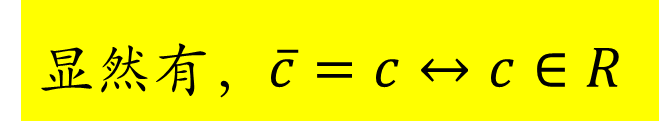 显然有，c̄ = c ↔ c ∈ R